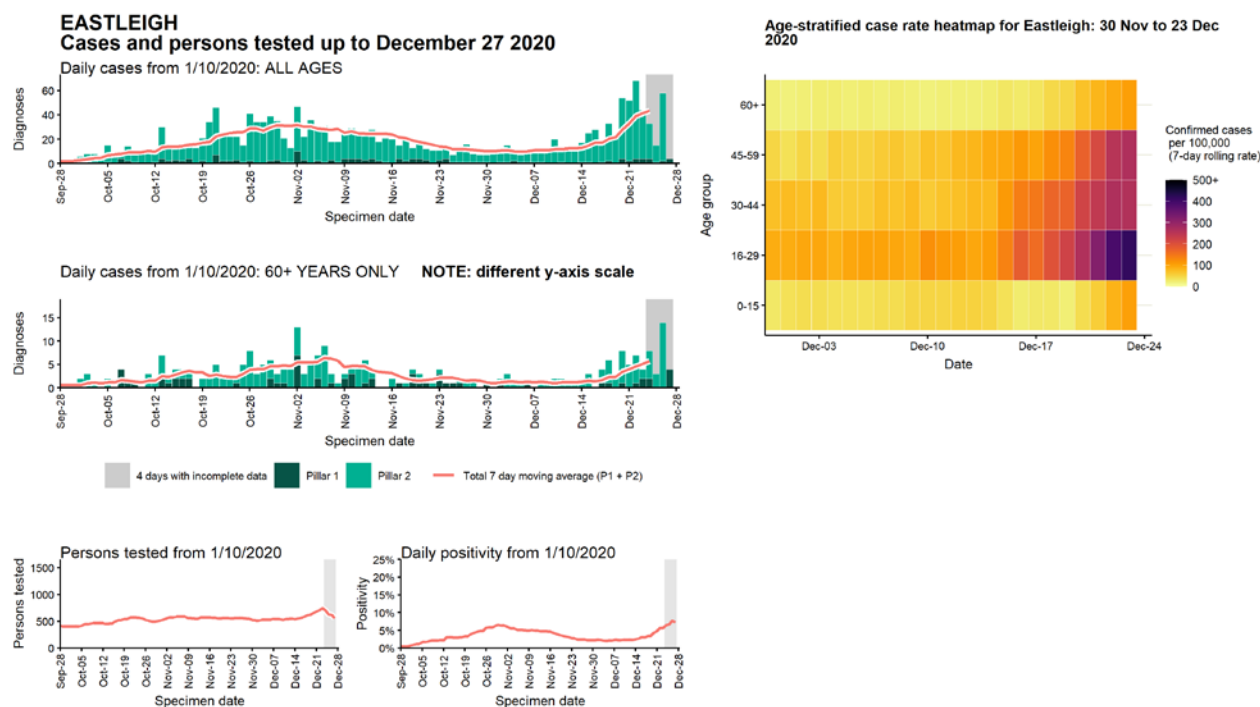 EASTLEIGH
Cases and persons tested up to December 27 2020
Daily cases from 1/10/2020: ALL AGES
Diagnoses
60
40
20
0
Sep-28 Oct-05 Oct-12 Oct-19 Oct-26 Nov-02 Nov-09 Nov-16 Nov-23 Nov-30 Dec-07 Dec-14 Dec-21 Dec-28
Specimen date
Daily cases from 1/10/2020: 60+ YEARS ONLY NOTE: different y-axis scale
Diagnoses
15
10
5
0
Sep-28 Oct-05 Oct-12 Oct-19 Oct-26 Nov-02 Nov-09 Nov-16 Nov-23 Nov-30 Dec-07 Dec-14 Dec-21 Dec-28
Specimen date
4 days with incomplete data Pillar 1 Pillar 2 Total 7 day moving average (P1 + P2)
Persons tested from 1/10/2020
Persons tested
1500
1000
500
0
Sep-28 Oct-05 Oct-12 Oct-19 Oct-26 Nov-02 Nov-09 Nov-16 Nov-23 Nov-30 Dec-07 Dec-14 Dec-21 Dec-28
Specimen date
Daily positivity from 1/10/2020
Positivity
25%
20%
15%
10%
5%
0%
Sep-28 Oct-05 Oct-12 Oct-19 Oct-26 Nov-02 Nov-09 Nov-16 Nov-23 Nov-30 Dec-07 Dec-14 Dec-21 Dec-28
Specimen date
Age-stratified case rate heatmap for Eastleigh: 30 Nov to 23 Dec
2020
Age group
60+
45-59
30-44
16-29
0-15
Dec-03 Dec-10 Dec-17 Dec-24
Date
Confirmed cases
per 100,000
(7-day rolling rate)
500+
400
300
200
100
0